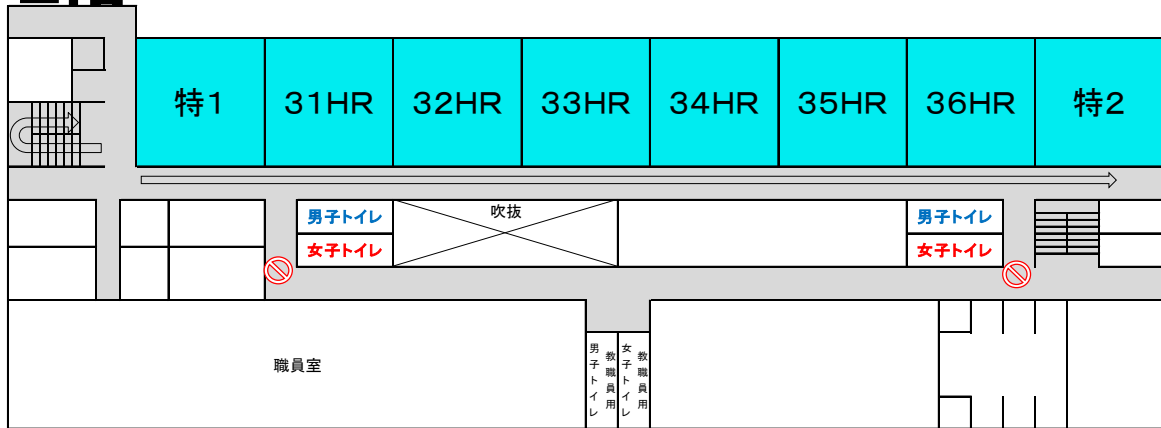 特1
31HR
32HR
33HR
34HR
35HR
36HR
特2
男子トイレ
吹抜
男子トイレ
女子トイレ
女子トイレ
職員室
教職員用
男子トイレ
教職員用
女子トイレ